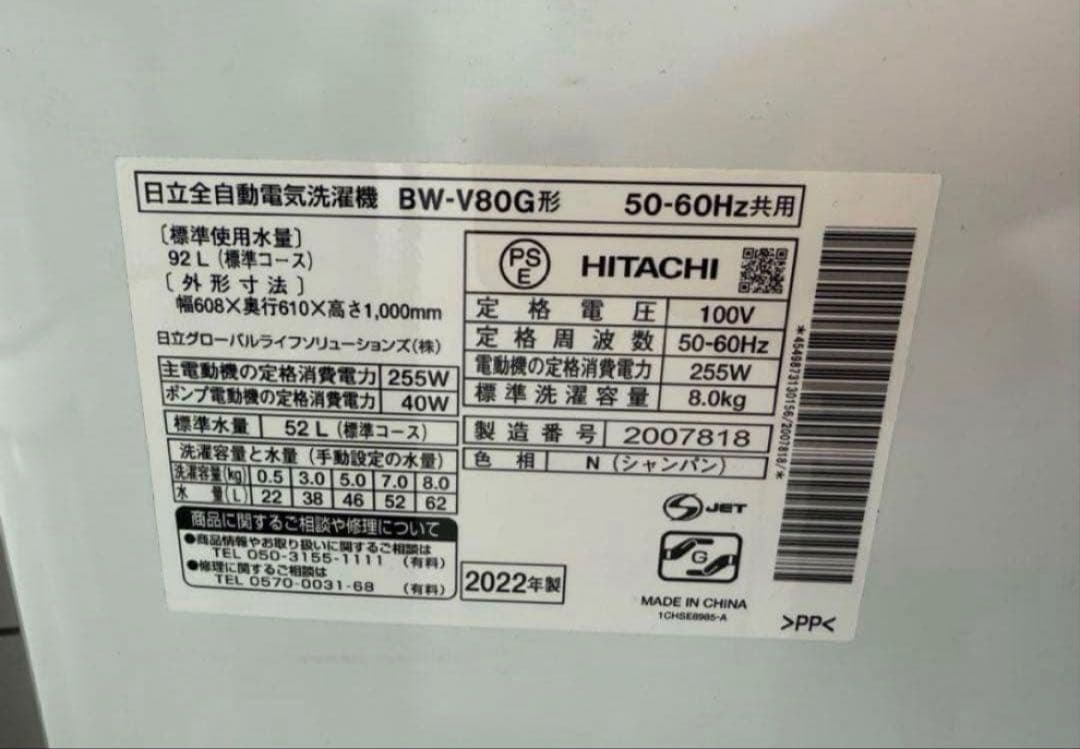 日立全自動電気洗濯機 BW-V80G形 50-60Hz共用
〔標準使用水量〕
92L（標準コース）
〔外形寸法〕
幅608×奥行610×高さ1,000mm
日立グローバルライフソリューションズ(株)
主電動機の定格消費電力 255W
ポンプ電動機の定格消費電力 40W
標準水量 52L（標準コース）
洗濯容量と水量（手動設定の水量）
洗濯容量(kg) 0.5 3.0 5.0 7.0 8.0
水量(L) 22 38 46 52 62
商品に関するご相談や修理について
●商品情報やお取り扱いに関するご相談は
TEL 050-3155-1111 （有料）
●修理に関するご相談は
TEL 0570-0031-68 （有料）
PS
E
HITACHI
定格電圧 100V
定格周波数 50-60Hz
電動機の定格消費電力 255W
標準洗濯容量 8.0kg
製造番号 2007818
色相 N（シャンパン）
2022年製
S JET
G
MADE IN CHINA
1CHSE8985-A
>PP<
*4549873130156/2007818/*